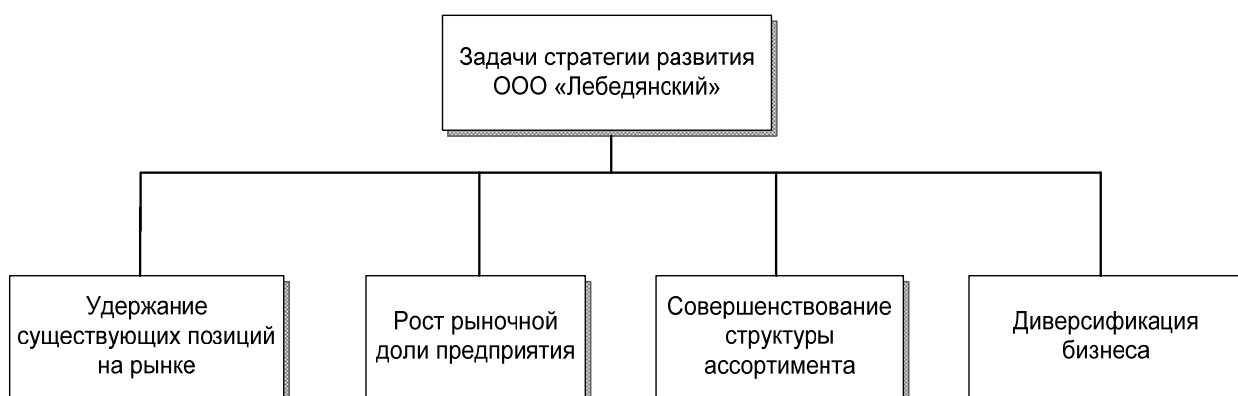 Задачи стратегии развития
ООО «Лебедянский»
Удержание
существующих позиций
на рынке
Рост рыночной
доли предприятия
Совершенствование
структуры
ассортимента
Диверсификация
бизнеса